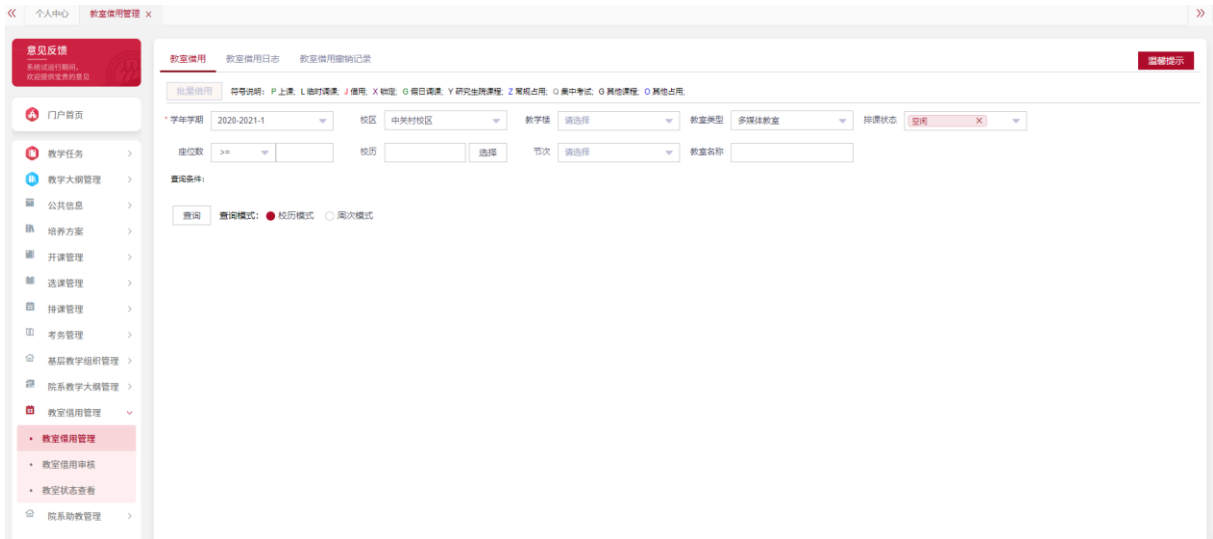 个人中心 教室借用管理 ×
意见反馈
系统试运行期间，
欢迎提供宝贵的意见
门户首页
教学任务
教学大纲管理
公共信息
培养方案
开课管理
选课管理
排课管理
考务管理
基层教学组织管理
院系教学大纲管理
教室借用管理
• 教室借用管理
• 教室借用审核
• 教室状态查看
院系助教管理
教室借用 教室借用日志 教室借用撤销记录 温馨提示
批量借用 符号说明： P 上课; L 临时调课; J 借用; X 锁定; G 假日调课; Y 研究生院课程; Z 常规占用; Q 集中考试; G 其他课程; O 其他占用;
* 学年学期 2020-2021-1 校区 中关村校区 教学楼 请选择 教室类型 多媒体教室 排课状态 空闲 ×
座位数 >= 校历 选择 节次 请选择 教室名称
查询条件：
查询 查询模式： 校历模式 周次模式